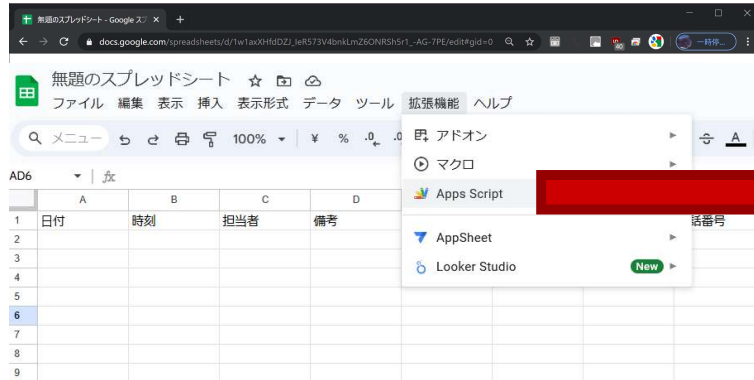 無題のスプレッドシート - Google スプ
docs.google.com/spreadsheets/d/1w1axXHfdDZJ_IeR573V4bnkLmZ6ONRSh5r1_-AG-7PE/edit#gid=0
一時停...
無題のスプレッドシート
ファイル 編集 表示 挿入 表示形式 データ ツール 拡張機能 ヘルプ
メニュー 100% ¥ % .0 .0 A
AD6 fx
アドオン
マクロ
Apps Script
AppSheet
Looker Studio New
A B C D
1 日付 時刻 担当者 備考 話番号
2
3
4
5
6
7
8
9